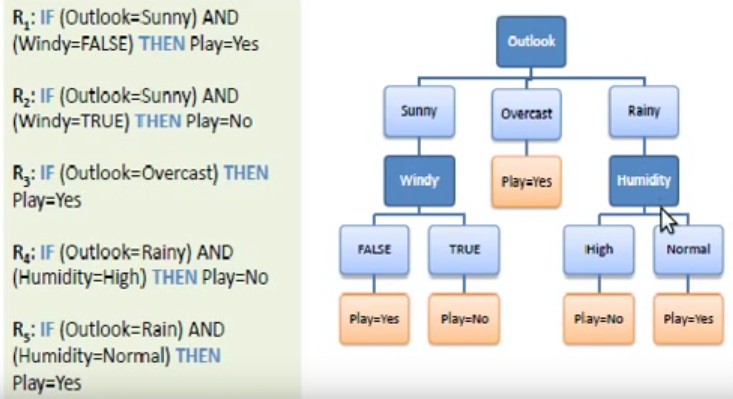 R₁: IF (Outlook=Sunny) AND
(Windy=FALSE) THEN Play=Yes
R₂: IF (Outlook=Sunny) AND
(Windy=TRUE) THEN Play=No
R₃: IF (Outlook=Overcast) THEN
Play=Yes
R₄: IF (Outlook=Rainy) AND
(Humidity=High) THEN Play=No
R₅: IF (Outlook=Rain) AND
(Humidity=Normal) THEN
Play=Yes
Outlook
Sunny
Overcast
Rainy
Windy
Play=Yes
Humidity
FALSE
TRUE
High
Normal
Play=Yes
Play=No
Play=No
Play=Yes